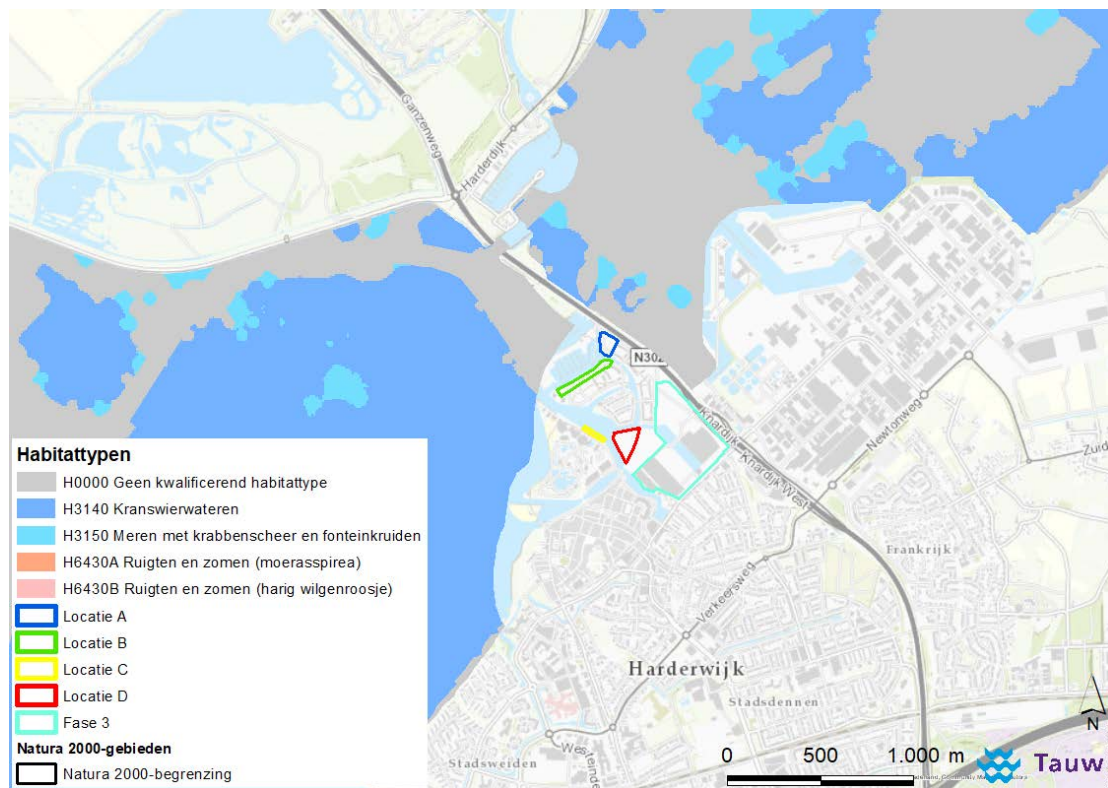 Ganzenweg
Harderdijk
N302
Knardijk
Knardijk-West
Newtonweg
Zuid
Frankrijk
Verkeersweg
Harderwijk
Stadsdennen
Stadsweiden
Westeinde
Habitattypen
H0000 Geen kwalificerend habitattype
H3140 Kranswierwateren
H3150 Meren met krabbenscheer en fonteinkruiden
H6430A Ruigten en zomen (moerasspirea)
H6430B Ruigten en zomen (harig wilgenroosje)
Locatie A
Locatie B
Locatie C
Locatie D
Fase 3
Natura 2000-gebieden
Natura 2000-begrenzing
0 500 1.000 m
N
Tauw